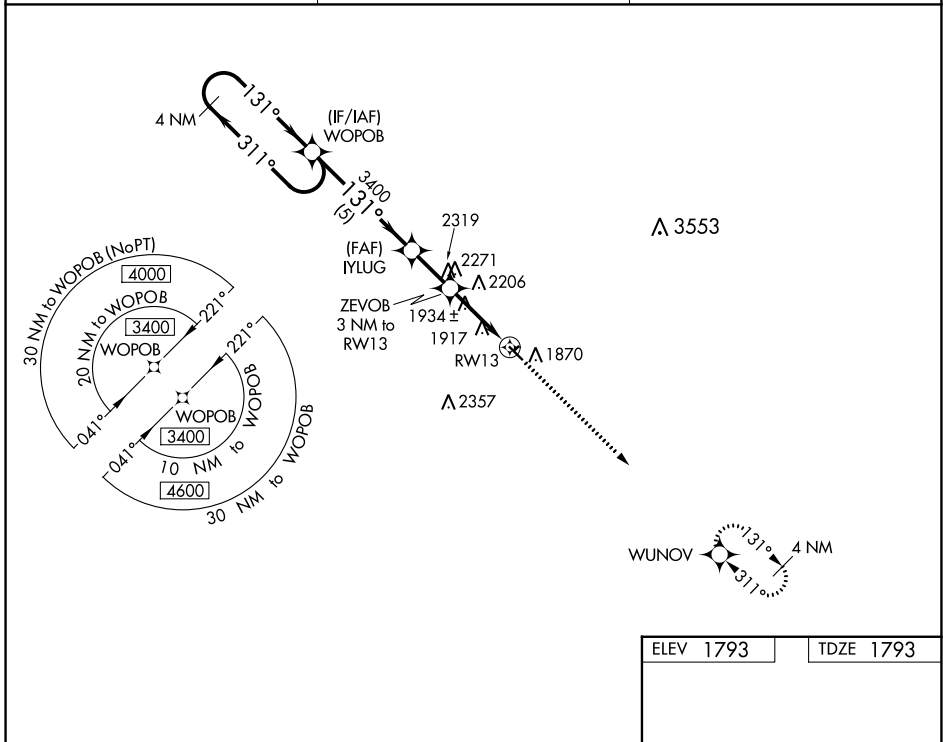 131°
4 NM
311°
(IF/IAF)
WOPOB
3400
131°
(5)
(FAF)
IYLUG
2319
2271
2206
3553
ZEVOB
3 NM to
RW13
1934 ±
1917
RW13
1870
2357
30 NM to WOPOB (NoPT)
4000
20 NM to WOPOB
3400
WOPOB
221°
041°
221°
WOPOB
3400
041°
10 NM to WOPOB
4600
30 NM to WOPOB
WUNOV
131°
4 NM
311°
ELEV 1793
TDZE 1793